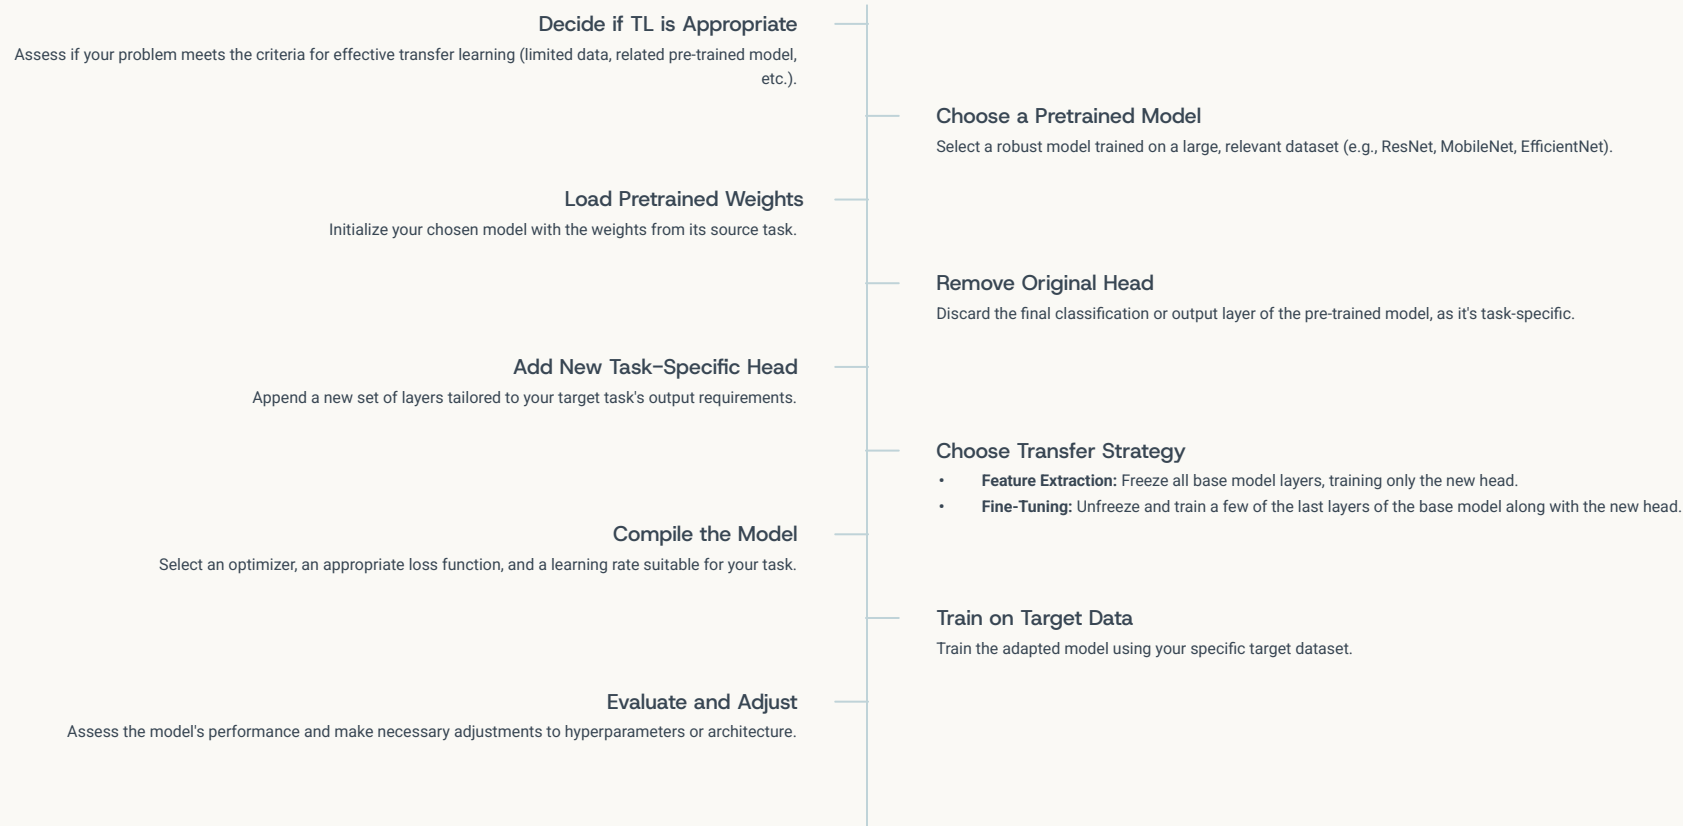 Decide if TL is Appropriate
Assess if your problem meets the criteria for effective transfer learning (limited data, related pre-trained model,
etc.).
Choose a Pretrained Model
Select a robust model trained on a large, relevant dataset (e.g., ResNet, MobileNet, EfficientNet).
Load Pretrained Weights
Initialize your chosen model with the weights from its source task.
Remove Original Head
Discard the final classification or output layer of the pre-trained model, as it's task-specific.
Add New Task-Specific Head
Append a new set of layers tailored to your target task's output requirements.
Choose Transfer Strategy
• Feature Extraction: Freeze all base model layers, training only the new head.
• Fine-Tuning: Unfreeze and train a few of the last layers of the base model along with the new head.
Compile the Model
Select an optimizer, an appropriate loss function, and a learning rate suitable for your task.
Train on Target Data
Train the adapted model using your specific target dataset.
Evaluate and Adjust
Assess the model's performance and make necessary adjustments to hyperparameters or architecture.